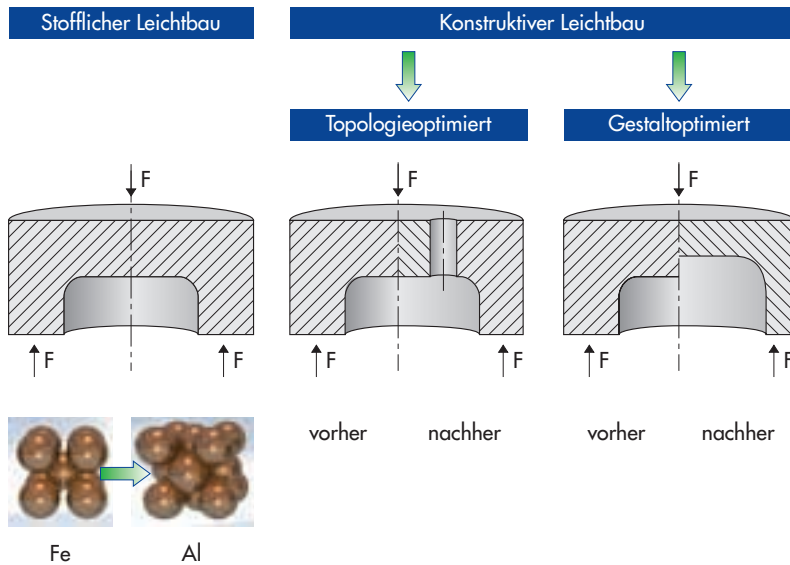 Stofflicher Leichtbau
Konstruktiver Leichtbau
Topologieoptimiert
Gestaltoptimiert
F
F
F
F
F
F
F
F
F
vorher
nachher
vorher
nachher
Fe
Al